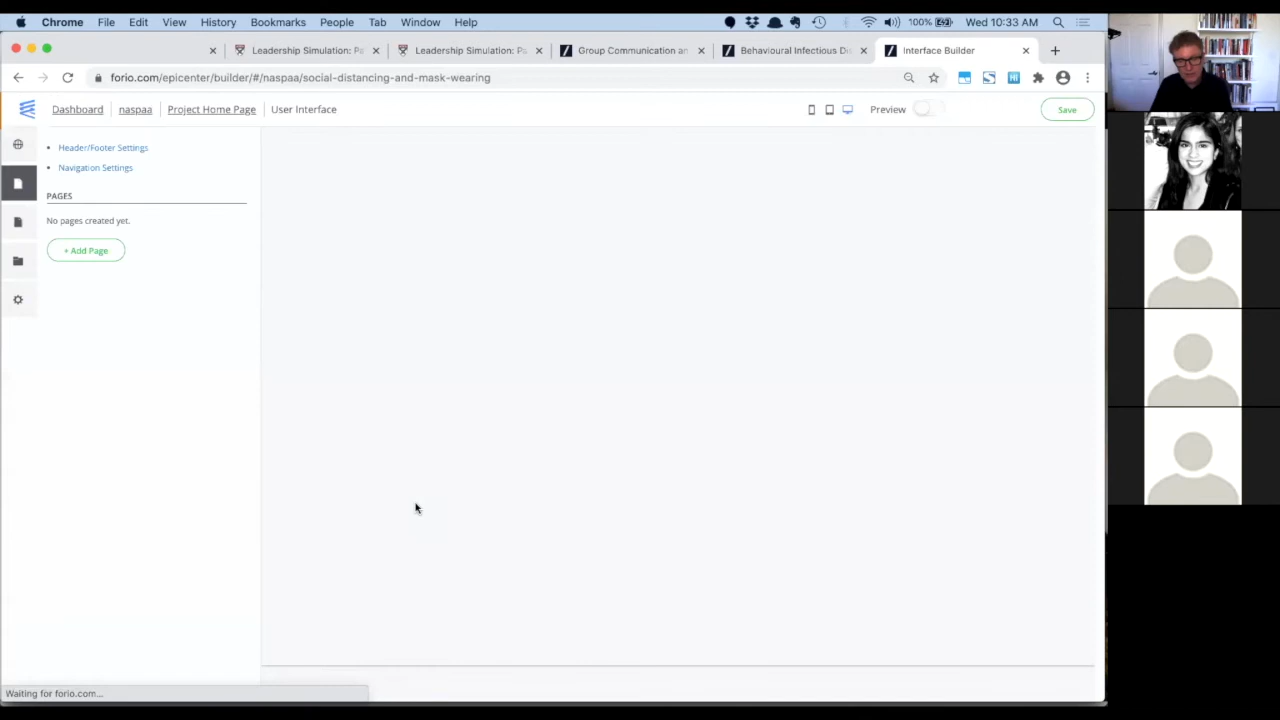 Chrome File Edit View History Bookmarks People Tab Window Help 100% Wed 10:33 AM
Leadership Simulation: Pa Leadership Simulation: Pa Group Communication an Behavioural Infectious Di Interface Builder
forio.com/epicenter/builder/#/naspaa/social-distancing-and-mask-wearing
Dashboard naspaa Project Home Page User Interface Preview Save
Header/Footer Settings
Navigation Settings
PAGES
No pages created yet.
+ Add Page
Waiting for forio.com...